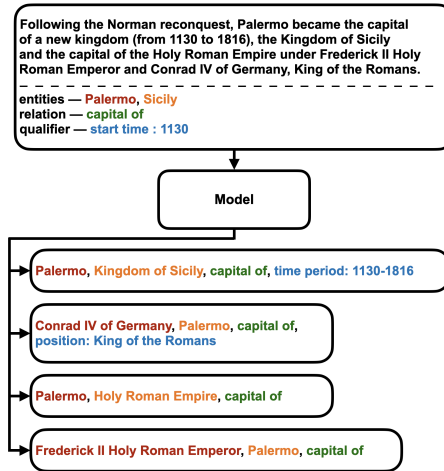 Following the Norman reconquest, Palermo became the capital
of a new kingdom (from 1130 to 1816), the Kingdom of Sicily
and the capital of the Holy Roman Empire under Frederick II Holy
Roman Emperor and Conrad IV of Germany, King of the Romans.
entities — Palermo, Sicily
relation — capital of
qualifier — start time : 1130
Model
Palermo, Kingdom of Sicily, capital of, time period: 1130-1816
Conrad IV of Germany, Palermo, capital of,
position: King of the Romans
Palermo, Holy Roman Empire, capital of
Frederick II Holy Roman Emperor, Palermo, capital of